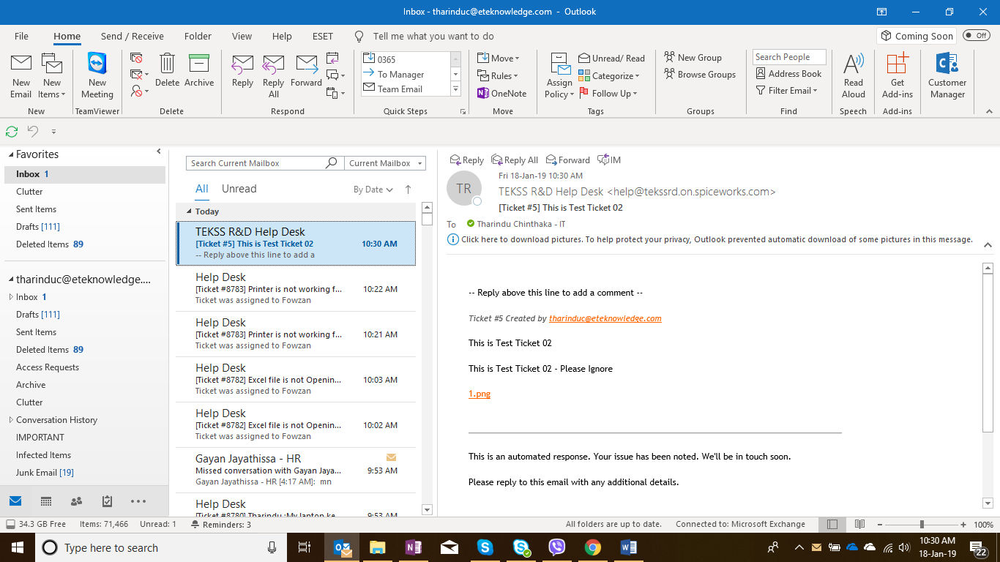 Inbox - tharinduc@eteknowledge.com - Outlook
File Home Send / Receive Folder View Help ESET Tell me what you want to do Coming Soon Off
New Email
New Items
New
New Meeting
TeamViewer
Delete
Archive
Delete
Reply
Reply All
Forward
Respond
0365
To Manager
Team Email
Quick Steps
Move
Rules
OneNote
Move
Assign Policy
Unread/ Read
Categorize
Follow Up
Tags
New Group
Browse Groups
Groups
Search People
Address Book
Filter Email
Find
Read Aloud
Speech
Get Add-ins
Add-ins
Customer Manager
Favorites
Inbox 1
Clutter
Sent Items
Drafts [111]
Deleted Items 89
tharinduc@eteknowledge....
Inbox 1
Drafts [111]
Sent Items
Deleted Items 89
Access Requests
Archive
Clutter
Conversation History
IMPORTANT
Infected Items
Junk Email [19]
Search Current Mailbox Current Mailbox
All Unread By Date
Today
TEKSS R&D Help Desk
[Ticket #5] This is Test Ticket 02 10:30 AM
-- Reply above this line to add a
Help Desk
[Ticket #8783] Printer is not working f... 10:22 AM
Ticket was assigned to Fowzan
Help Desk
[Ticket #8783] Printer is not working f... 10:21 AM
Ticket was assigned to Fowzan
Help Desk
[Ticket #8782] Excel file is not Openin... 10:03 AM
Ticket was assigned to Fowzan
Help Desk
[Ticket #8782] Excel file is not Openin... 10:02 AM
Ticket was assigned to Fowzan
Gayan Jayathissa - HR
Missed conversation with Gayan Jaya... 9:53 AM
Gayan Jayathissa - HR [4:17 AM]: mn
Help Desk
[Ticket #8780] Tharindu :My lapton ke 9:53 AM
Reply Reply All Forward IM
TR
Fri 18-Jan-19 10:30 AM
TEKSS R&D Help Desk <help@tekssrd.on.spiceworks.com>
[Ticket #5] This is Test Ticket 02
To Tharindu Chinthaka - IT
Click here to download pictures. To help protect your privacy, Outlook prevented automatic download of some pictures in this message.
-- Reply above this line to add a comment --
Ticket #5 Created by tharinduc@eteknowledge.com
This is Test Ticket 02
This is Test Ticket 02 - Please Ignore
1.png
This is an automated response. Your issue has been noted. We'll be in touch soon.
Please reply to this email with any additional details.
34.3 GB Free Items: 71,466 Unread: 1 Reminders: 3 All folders are up to date. Connected to: Microsoft Exchange 100%
Type here to search
10:30 AM
18-Jan-19
22